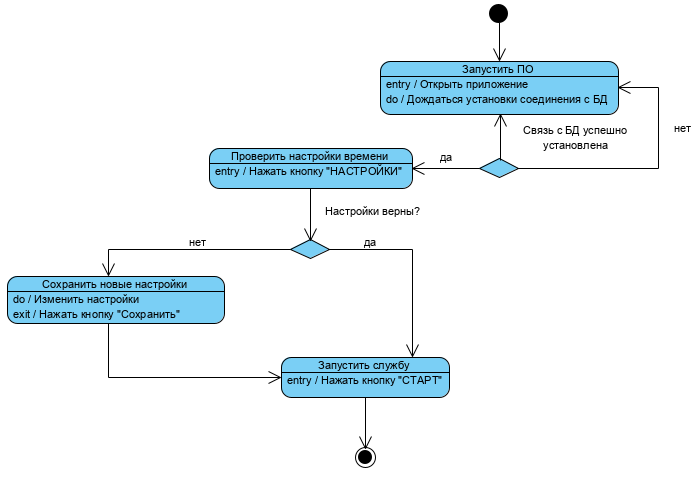 Запустить ПО
entry / Открыть приложение
do / Дождаться установки соединения с БД
Связь с БД успешно
установлена
нет
да
Проверить настройки времени
entry / Нажать кнопку "НАСТРОЙКИ"
Настройки верны?
нет
да
Сохранить новые настройки
do / Изменить настройки
exit / Нажать кнопку "Сохранить"
Запустить службу
entry / Нажать кнопку "СТАРТ"